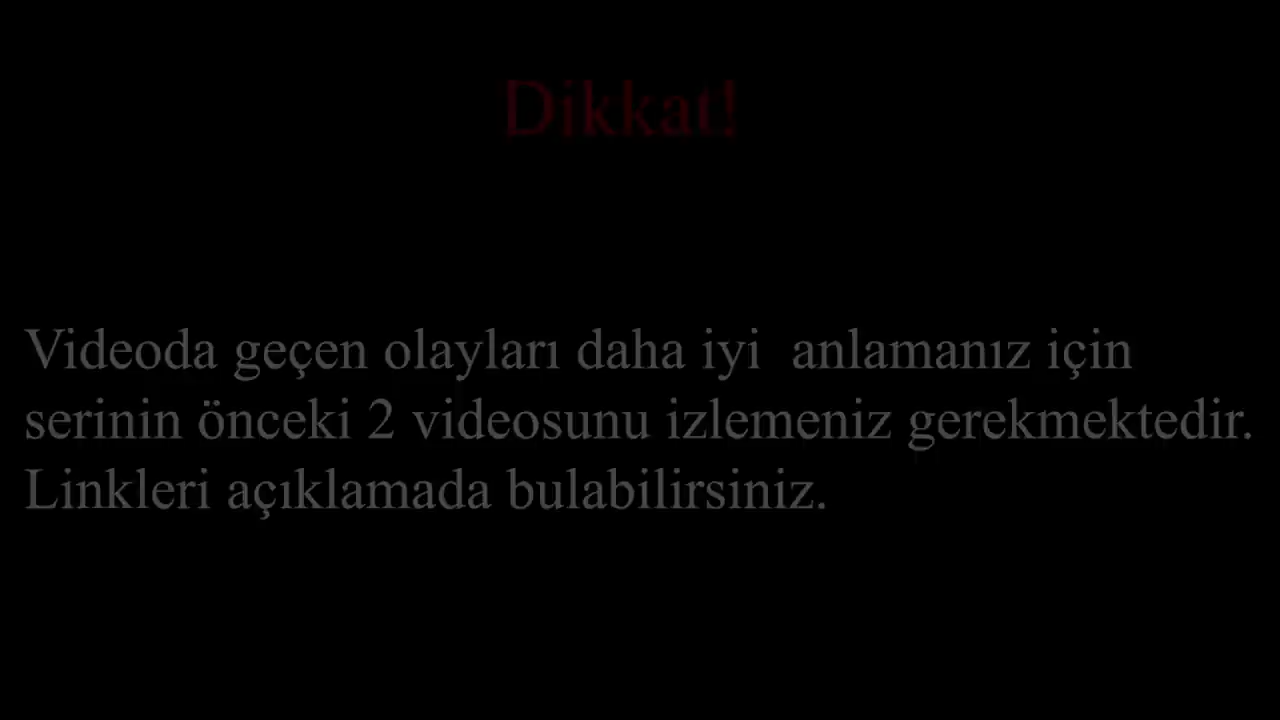 Dikkat!
Videoda geçen olayları daha iyi  anlamanız için
serinin önceki 2 videosunu izlemeniz gerekmektedir.
Linkleri açıklamada bulabilirsiniz.